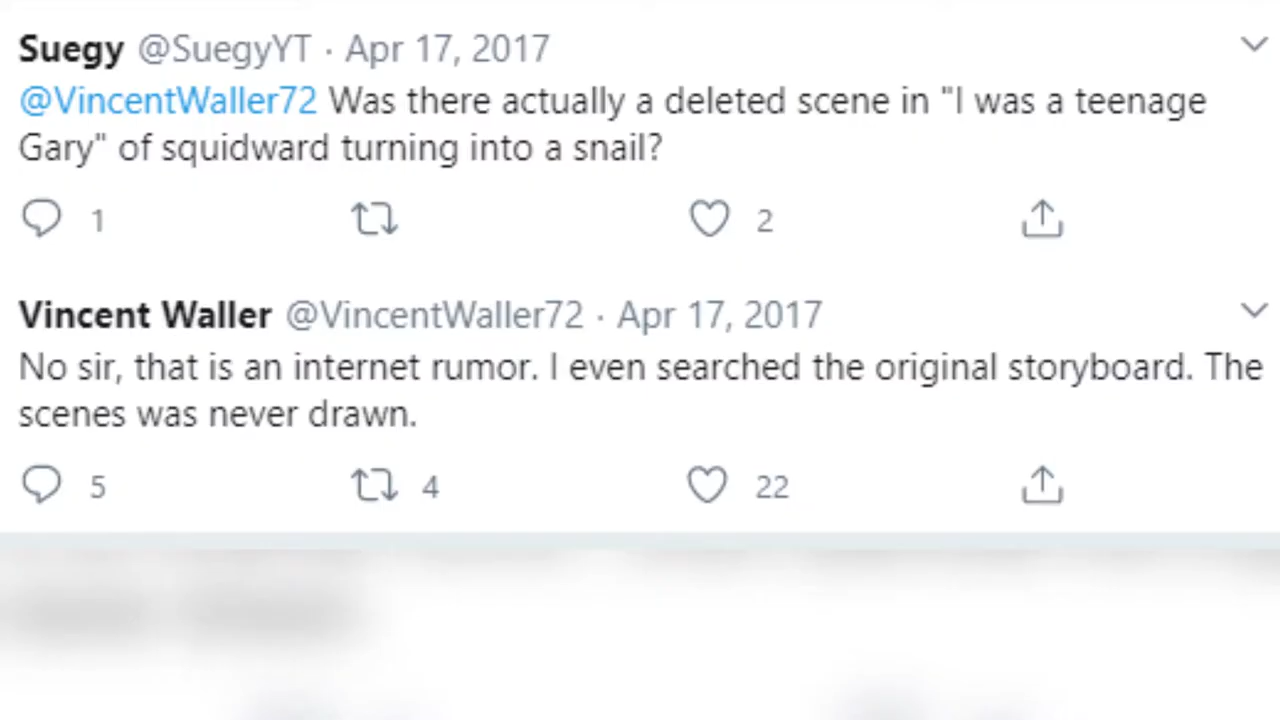 Suegy @SuegyYT · Apr 17, 2017
@VincentWaller72 Was there actually a deleted scene in "I was a teenage
Gary" of squidward turning into a snail?
1 2
Vincent Waller @VincentWaller72 · Apr 17, 2017
No sir, that is an internet rumor. I even searched the original storyboard. The
scenes was never drawn.
5 4 22